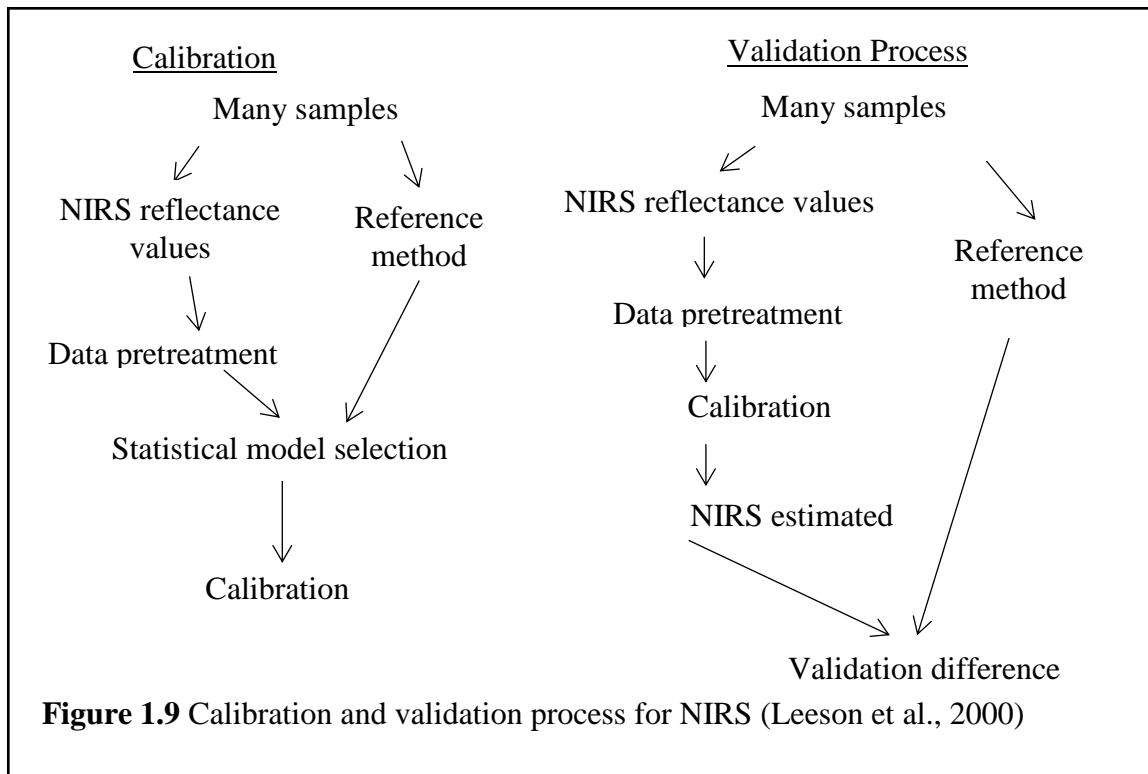 Calibration
Many samples
NIRS reflectance
values
Reference
method
Data pretreatment
Statistical model selection
Calibration
Validation Process
Many samples
NIRS reflectance values
Reference
method
Data pretreatment
Calibration
NIRS estimated
Validation difference
Figure 1.9 Calibration and validation process for NIRS (Leeson et al., 2000)